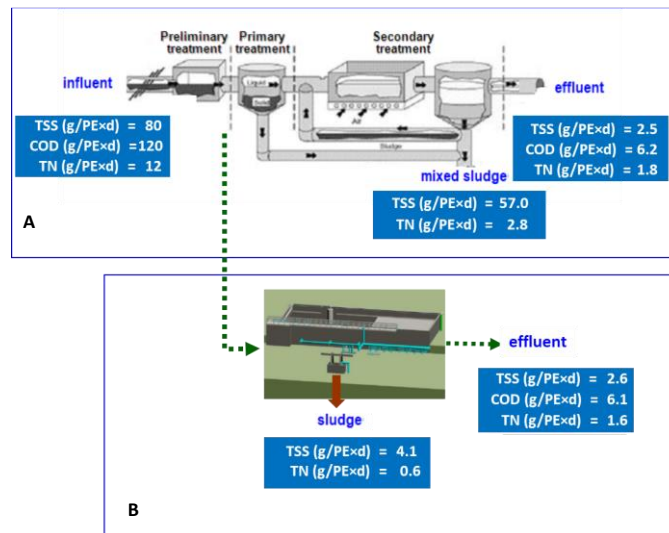 Preliminary treatment
Primary treatment
Secondary treatment
influent
Liquid
Solid
Air
Sludge
effluent
TSS (g/PE×d) = 80
COD (g/PE×d) =120
TN (g/PE×d) = 12
TSS (g/PE×d) = 2.5
COD (g/PE×d) = 6.2
TN (g/PE×d) = 1.8
mixed sludge
TSS (g/PE×d) = 57.0
TN (g/PE×d) = 2.8
A
effluent
TSS (g/PE×d) = 2.6
COD (g/PE×d) = 6.1
TN (g/PE×d) = 1.6
sludge
TSS (g/PE×d) = 4.1
TN (g/PE×d) = 0.6
B